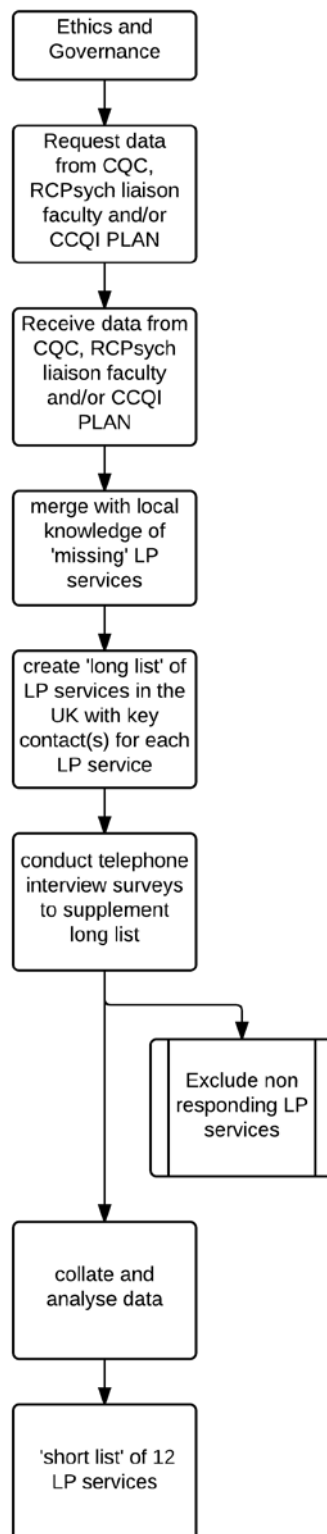 Ethics and
Governance
Request data
from CQC,
RCPsych liaison
faculty and/or
CCQI PLAN
Receive data from
CQC, RCPsych
liaison faculty
and/or CCQI
PLAN
merge with local
knowledge of
'missing' LP
services
create 'long list' of
LP services in the
UK with key
contact(s) for each
LP service
conduct telephone
interview surveys
to supplement
long list
Exclude non
responding LP
services
collate and
analyse data
'short list' of 12
LP services